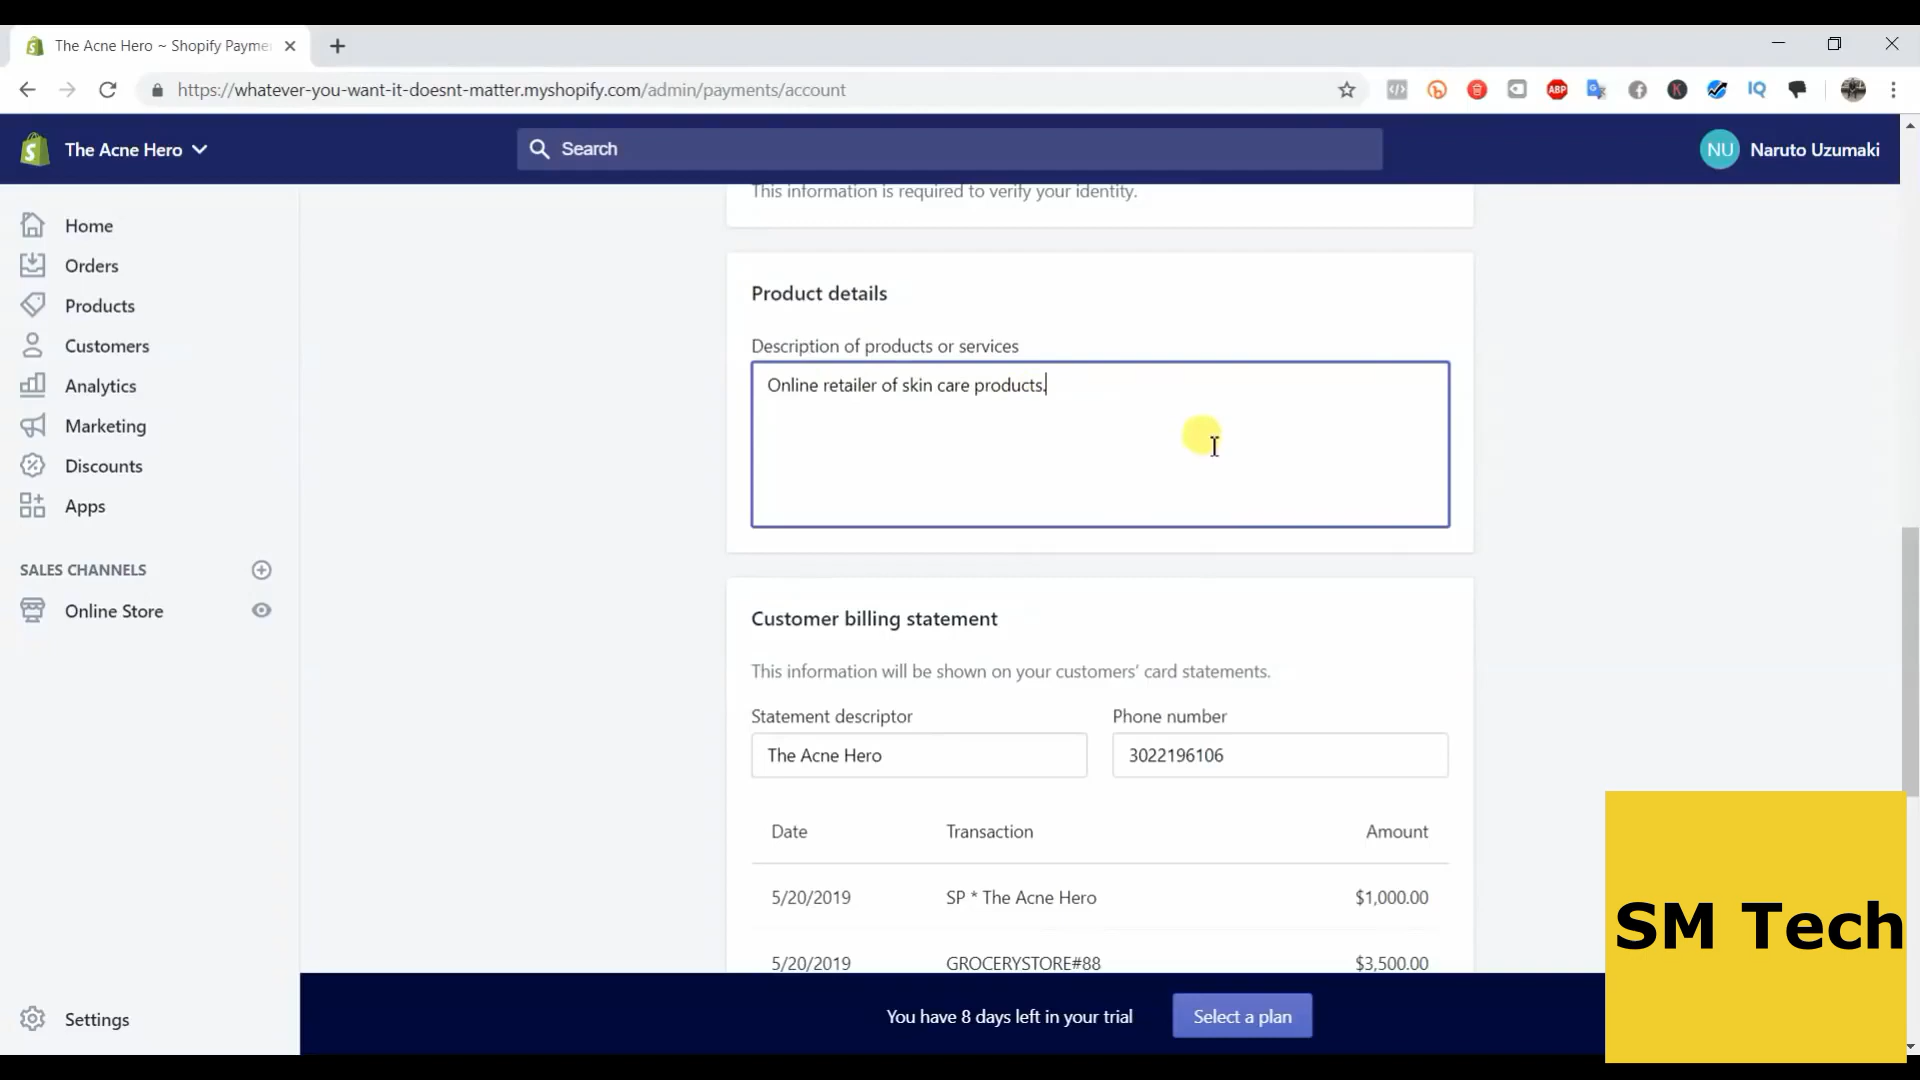 The Acne Hero ~ Shopify Payme
https://whatever-you-want-it-doesnt-matter.myshopify.com/admin/payments/account
ABP
K
IQ
The Acne Hero
Search
NU
Naruto Uzumaki
Home
Orders
Products
Customers
Analytics
Marketing
Discounts
Apps
SALES CHANNELS
Online Store
Settings
This information is required to verify your identity.
Product details
Description of products or services
Online retailer of skin care products.
Customer billing statement
This information will be shown on your customers' card statements.
Statement descriptor Phone number
The Acne Hero 3022196106
Date Transaction Amount
5/20/2019 SP * The Acne Hero $1,000.00
5/20/2019 GROCERYSTORE#88 $3,500.00
You have 8 days left in your trial
Select a plan
SM Tech